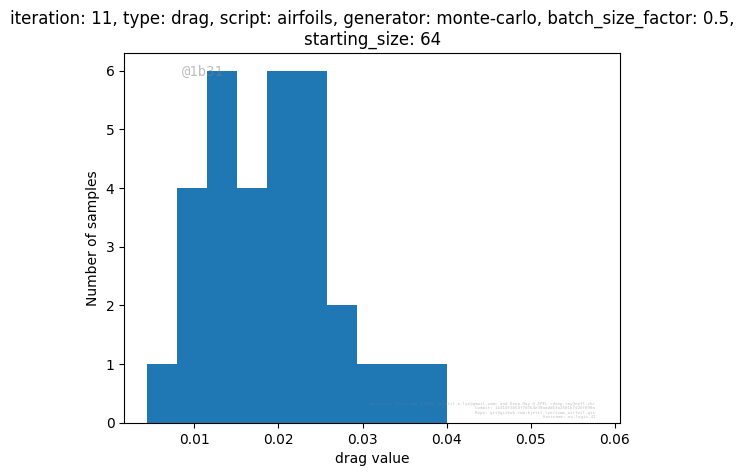 iteration: 11, type: drag, script: airfoils, generator: monte-carlo, batch_size_factor: 0.5,
starting_size: 64
@1b31
6
5
4
3
2
1
0
Number of samples
0.01 0.02 0.03 0.04 0.05 0.06
drag value